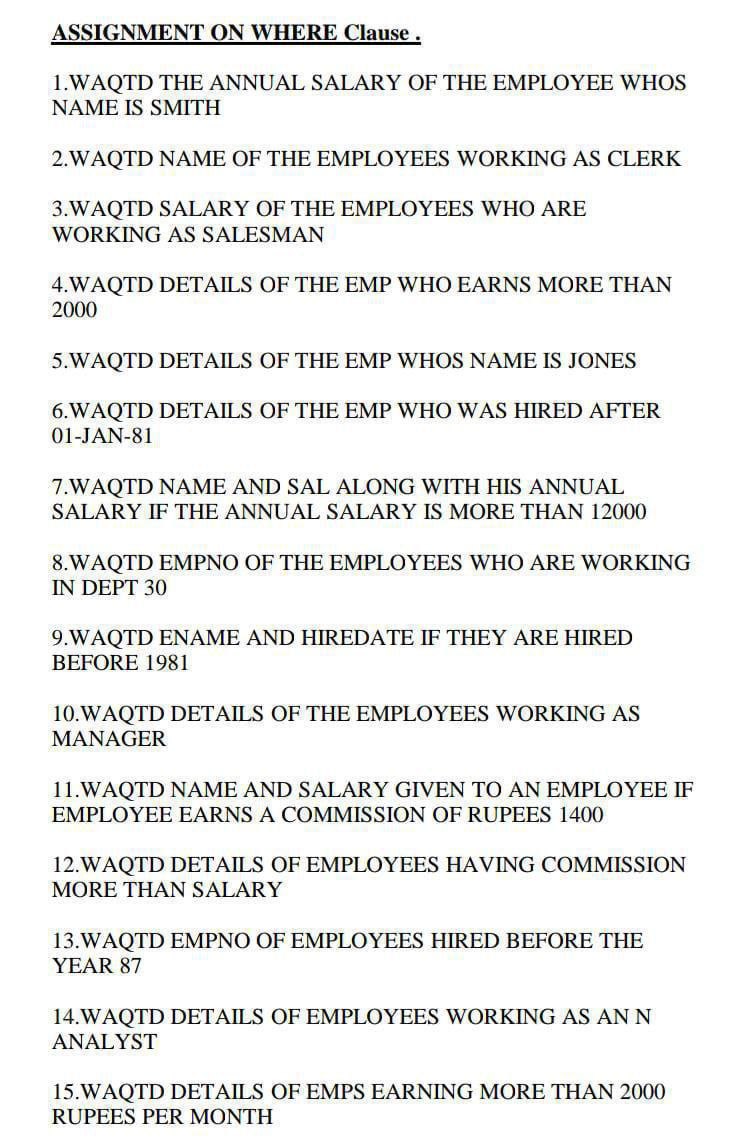 ASSIGNMENT ON WHERE Clause .
1.WAQTD THE ANNUAL SALARY OF THE EMPLOYEE WHOS
NAME IS SMITH
2.WAQTD NAME OF THE EMPLOYEES WORKING AS CLERK
3.WAQTD SALARY OF THE EMPLOYEES WHO ARE
WORKING AS SALESMAN
4.WAQTD DETAILS OF THE EMP WHO EARNS MORE THAN
2000
5.WAQTD DETAILS OF THE EMP WHOS NAME IS JONES
6.WAQTD DETAILS OF THE EMP WHO WAS HIRED AFTER
01-JAN-81
7.WAQTD NAME AND SAL ALONG WITH HIS ANNUAL
SALARY IF THE ANNUAL SALARY IS MORE THAN 12000
8.WAQTD EMPNO OF THE EMPLOYEES WHO ARE WORKING
IN DEPT 30
9.WAQTD ENAME AND HIREDATE IF THEY ARE HIRED
BEFORE 1981
10.WAQTD DETAILS OF THE EMPLOYEES WORKING AS
MANAGER
11.WAQTD NAME AND SALARY GIVEN TO AN EMPLOYEE IF
EMPLOYEE EARNS A COMMISSION OF RUPEES 1400
12.WAQTD DETAILS OF EMPLOYEES HAVING COMMISSION
MORE THAN SALARY
13.WAQTD EMPNO OF EMPLOYEES HIRED BEFORE THE
YEAR 87
14.WAQTD DETAILS OF EMPLOYEES WORKING AS AN N
ANALYST
15.WAQTD DETAILS OF EMPS EARNING MORE THAN 2000
RUPEES PER MONTH